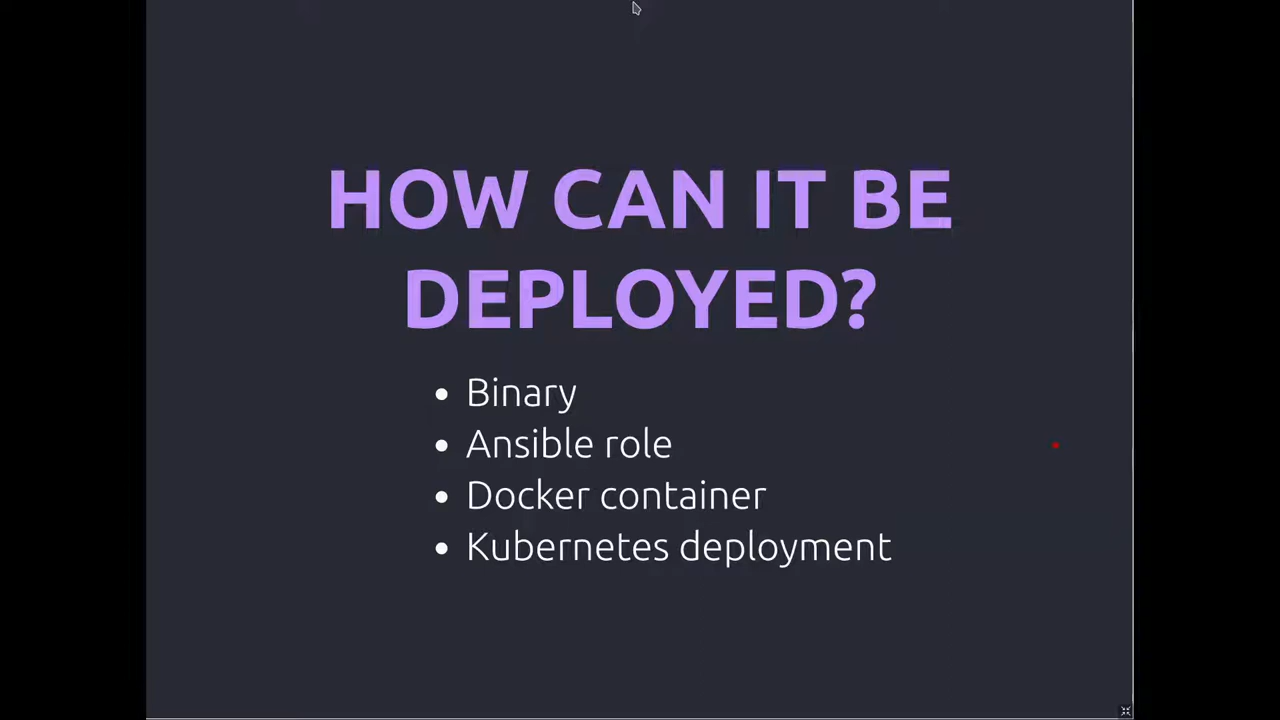 HOW CAN IT BE
DEPLOYED?
Binary
Ansible role
Docker container
Kubernetes deployment